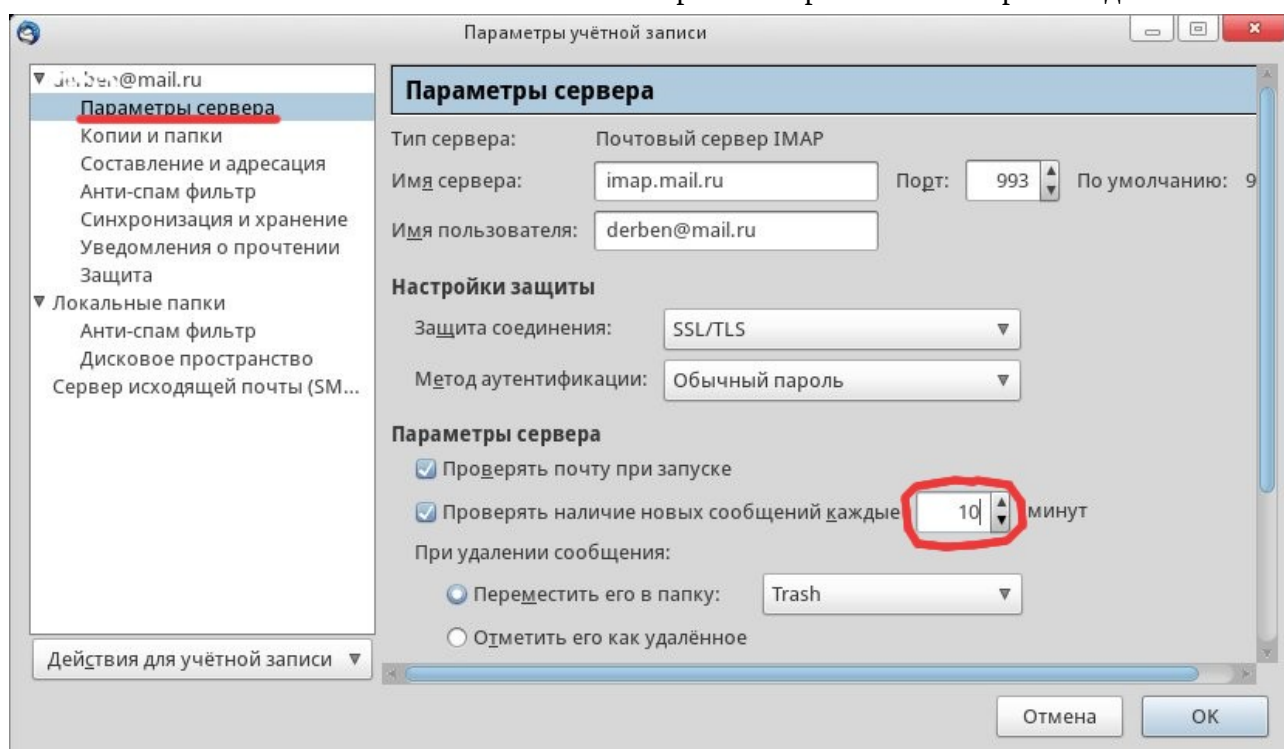 Параметры учётной записи
@mail.ru
Параметры сервера
Копии и папки
Составление и адресация
Анти-спам фильтр
Синхронизация и хранение
Уведомления о прочтении
Защита
Локальные папки
Анти-спам фильтр
Дисковое пространство
Сервер исходящей почты (SM...
Действия для учётной записи
Параметры сервера
Тип сервера: Почтовый сервер IMAP
Имя сервера: imap.mail.ru Порт: 993 По умолчанию: 9
Имя пользователя: derben@mail.ru
Настройки защиты
Защита соединения: SSL/TLS
Метод аутентификации: Обычный пароль
Параметры сервера
Проверять почту при запуске
Проверять наличие новых сообщений каждые 10 минут
При удалении сообщения:
Переместить его в папку: Trash
Отметить его как удалённое
Отмена OK